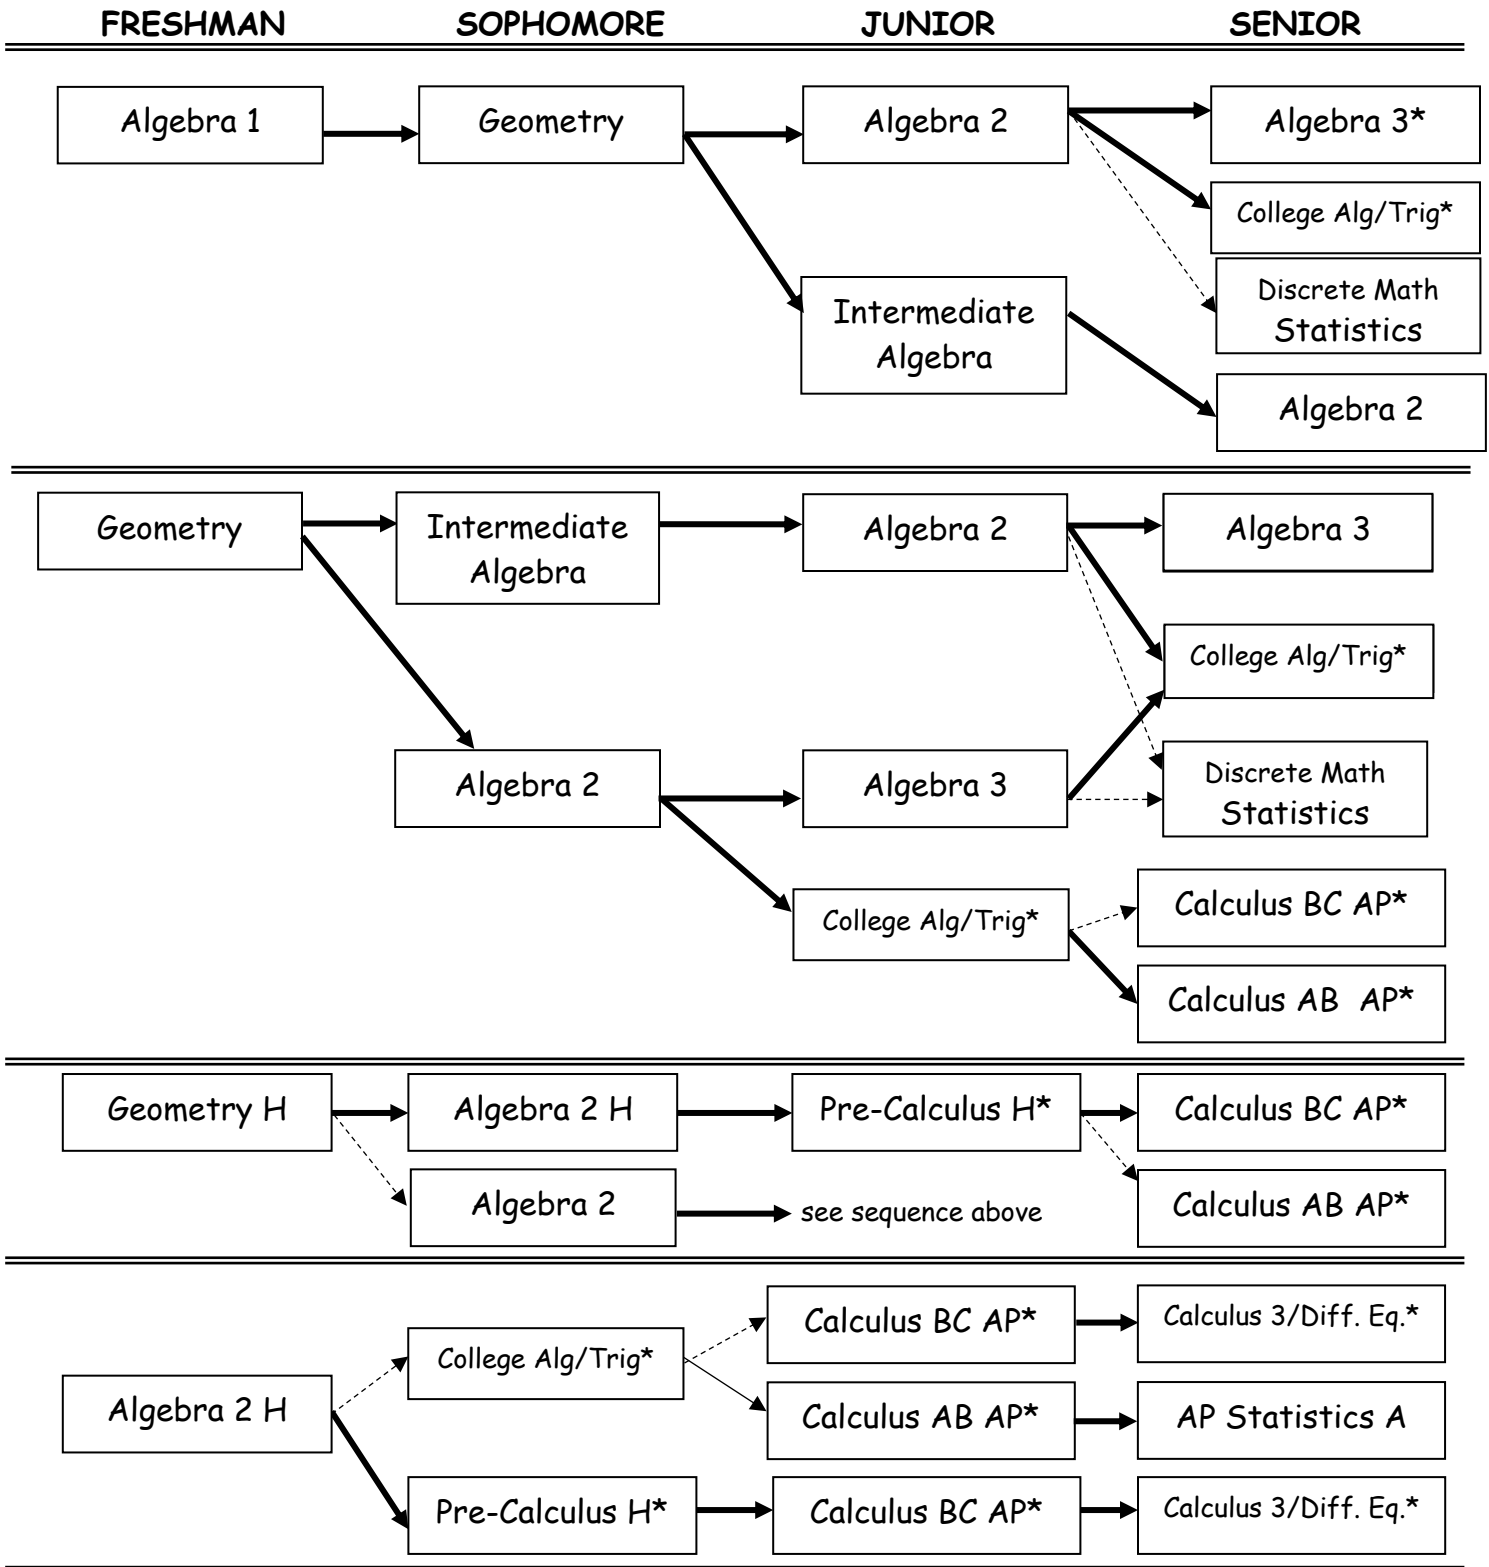 FRESHMAN SOPHOMORE JUNIOR SENIOR
Algebra 1
Geometry
Algebra 2
Algebra 3*
College Alg/Trig*
Discrete Math
Statistics
Intermediate
Algebra
Algebra 2
Geometry
Intermediate
Algebra
Algebra 2
Algebra 3
College Alg/Trig*
Algebra 2
Algebra 3
Discrete Math
Statistics
College Alg/Trig*
Calculus BC AP*
Calculus AB AP*
Geometry H
Algebra 2 H
Pre-Calculus H*
Calculus BC AP*
Algebra 2
see sequence above
Calculus AB AP*
Algebra 2 H
College Alg/Trig*
Calculus BC AP*
Calculus 3/Diff. Eq.*
Calculus AB AP*
AP Statistics A
Pre-Calculus H*
Calculus BC AP*
Calculus 3/Diff. Eq.*